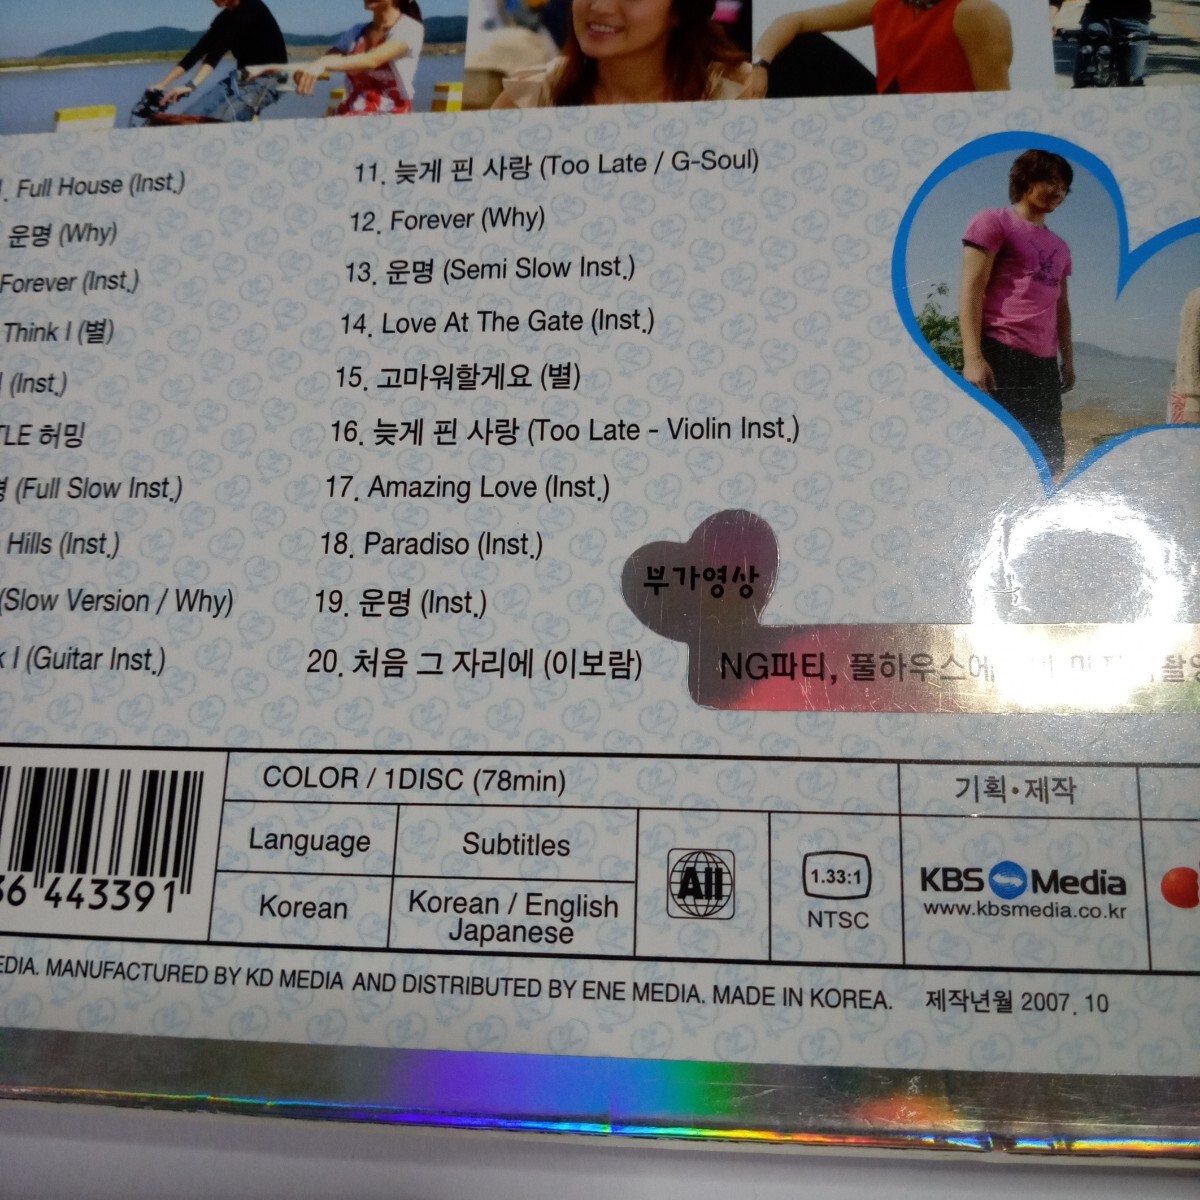 . Full House (Inst.)
운명 (Why)
Forever (Inst.)
Think I (별)
(Inst.)
TLE 허밍
(Full Slow Inst.)
Hills (Inst.)
(Slow Version / Why)
I (Guitar Inst.)
11. 늦게 핀 사랑 (Too Late / G-Soul)
12. Forever (Why)
13. 운명 (Semi Slow Inst.)
14. Love At The Gate (Inst.)
15. 고마워할게요 (별)
16. 늦게 핀 사랑 (Too Late - Violin Inst.)
17. Amazing Love (Inst.)
18. Paradiso (Inst.)
19. 운명 (Inst.)
20. 처음 그 자리에 (이보람)
부가영상
NG파티, 풀하우스에
COLOR / 1DISC (78min)
Language
Subtitles
Korean
Korean / English
Japanese
All
1.33:1
NTSC
기획·제작
KBS Media
www.kbsmedia.co.kr
443391
MANUFACTURED BY KD MEDIA AND DISTRIBUTED BY ENE MEDIA. MADE IN KOREA.
제작년월 2007. 10